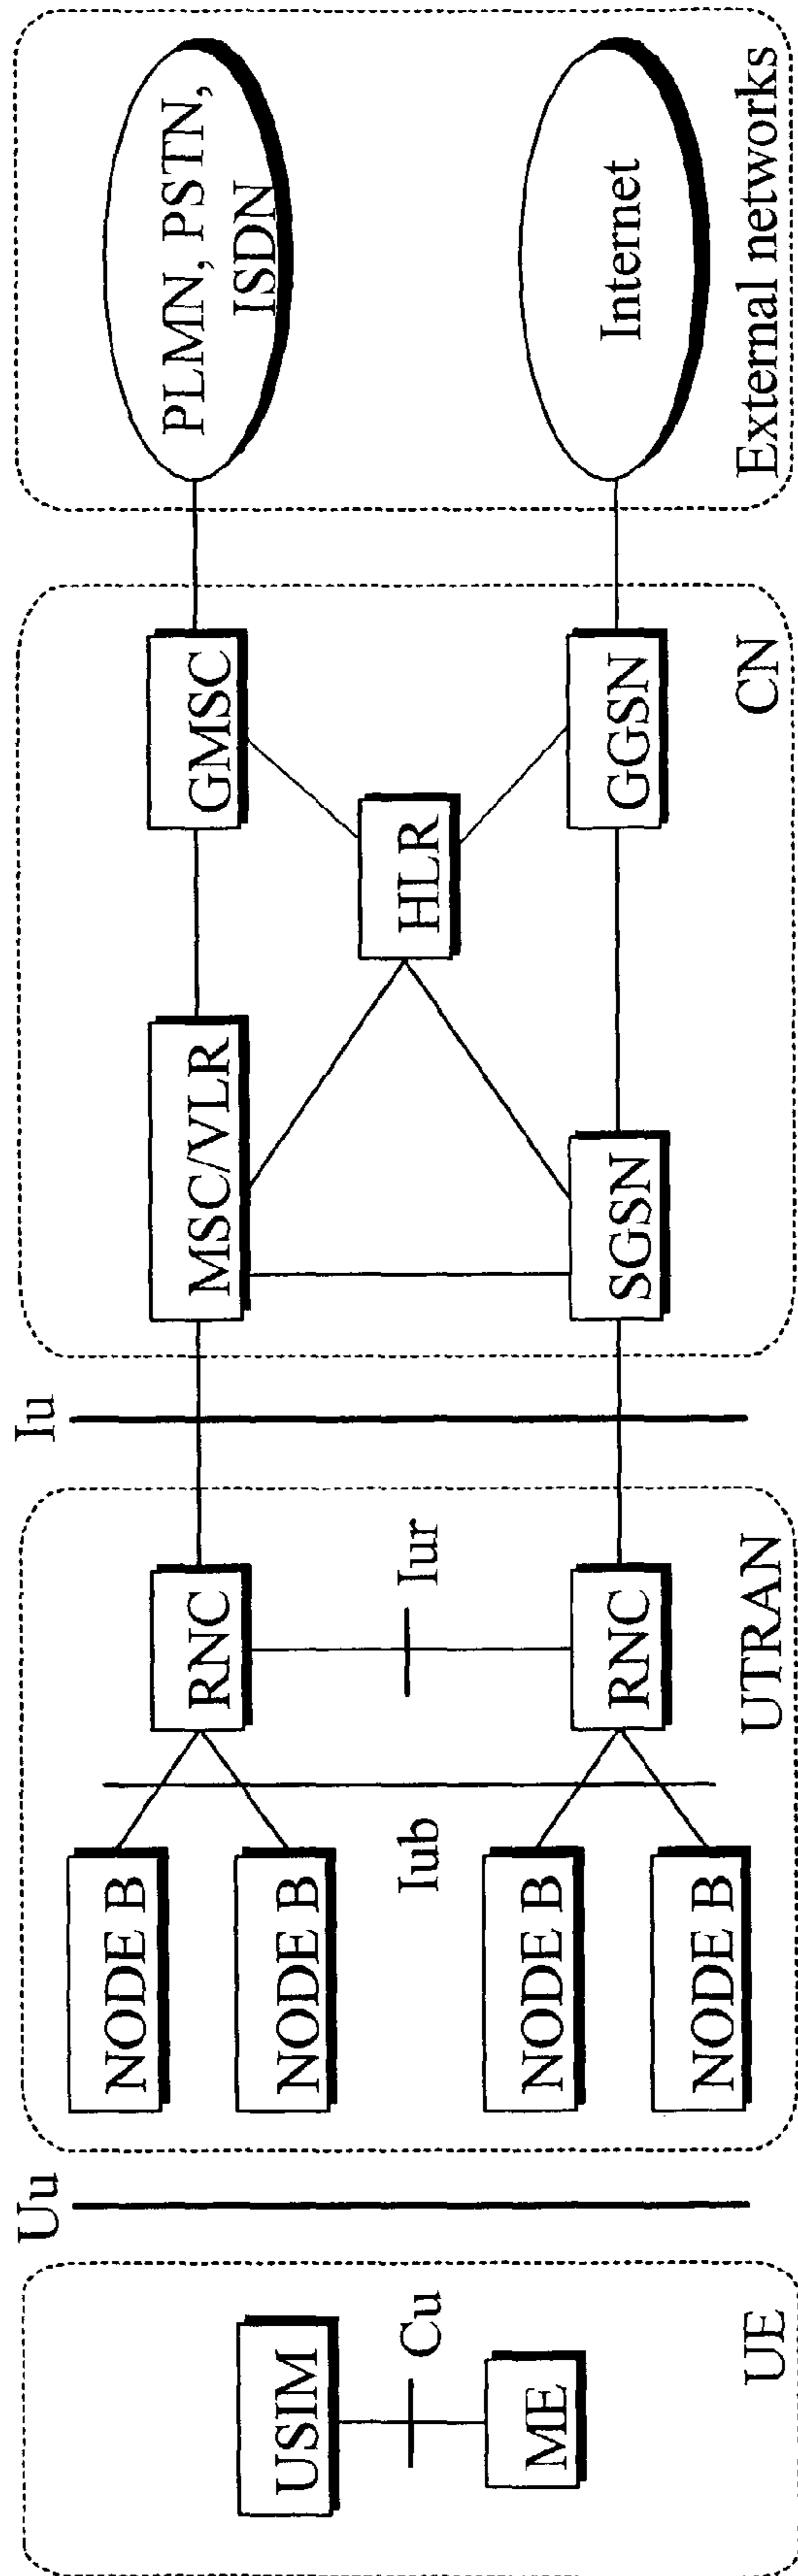 USIM
Cu
ME
UE
Uu
NODE B
NODE B
NODE B
NODE B
Iub
RNC
Iur
RNC
UTRAN
Iu
MSC/VLR
GMSC
HLR
SGSN
GGSN
CN
PLMN, PSTN,
ISDN
Internet
External networks